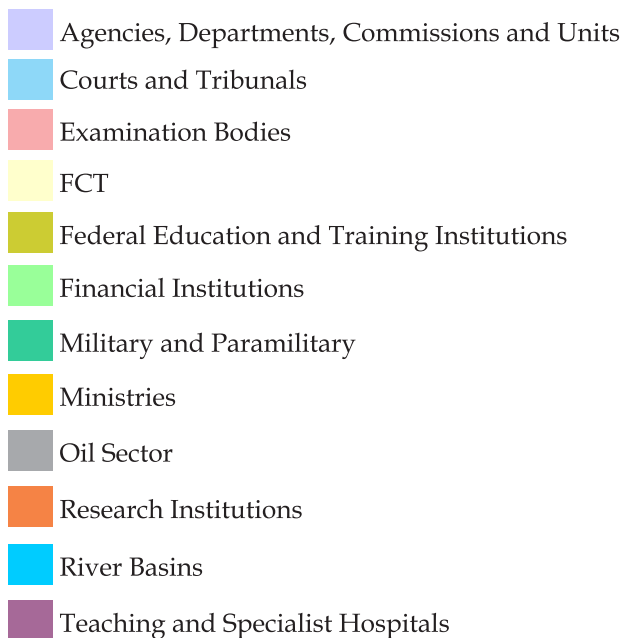 Agencies, Departments, Commissions and Units
Courts and Tribunals
Examination Bodies
FCT
Federal Education and Training Institutions
Financial Institutions
Military and Paramilitary
Ministries
Oil Sector
Research Institutions
River Basins
Teaching and Specialist Hospitals